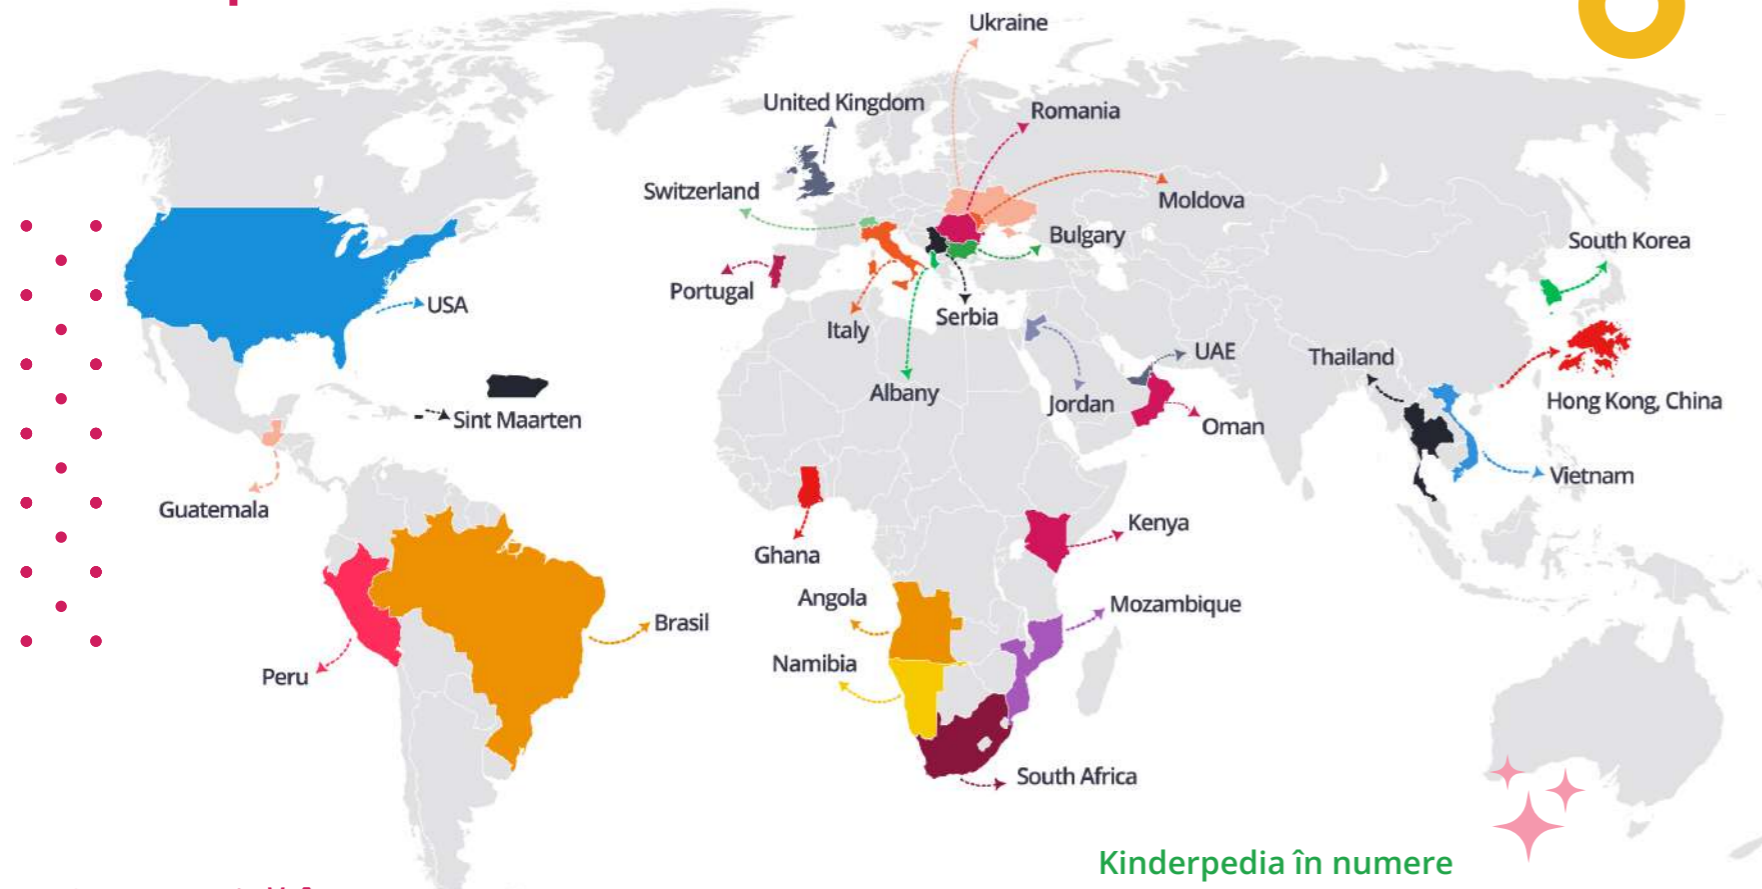 Ukraine
United Kingdom
Romania
Switzerland
Moldova
Bulgary
South Korea
Portugal
USA
Italy
Serbia
UAE
Thailand
Albany
Jordan
Hong Kong, China
Sint Maarten
Oman
Vietnam
Guatemala
Kenya
Ghana
Angola
Mozambique
Brasil
Namibia
Peru
South Africa
Kinderpedia în numere